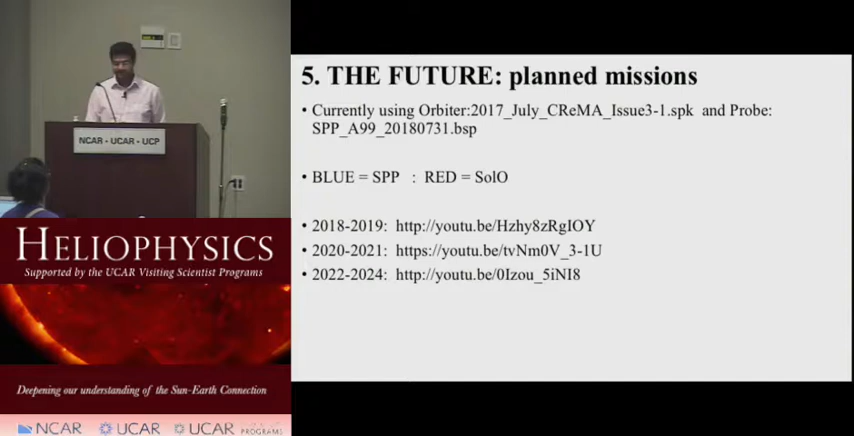 NCAR - UCAR - UCP
HELIOPHYSICS
Supported by the UCAR Visiting Scientist Programs
Deepening our understanding of the Sun-Earth Connection
NCAR UCAR UCAR PROGRAMS
5. THE FUTURE: planned missions
• Currently using Orbiter:2017_July_CReMA_Issue3-1.spk and Probe:
SPP_A99_20180731.bsp
• BLUE = SPP : RED = SolO
• 2018-2019: http://youtu.be/Hzhy8zRgIOY
• 2020-2021: https://youtu.be/tvNm0V_3-1U
• 2022-2024: http://youtu.be/0Izou_5iNI8